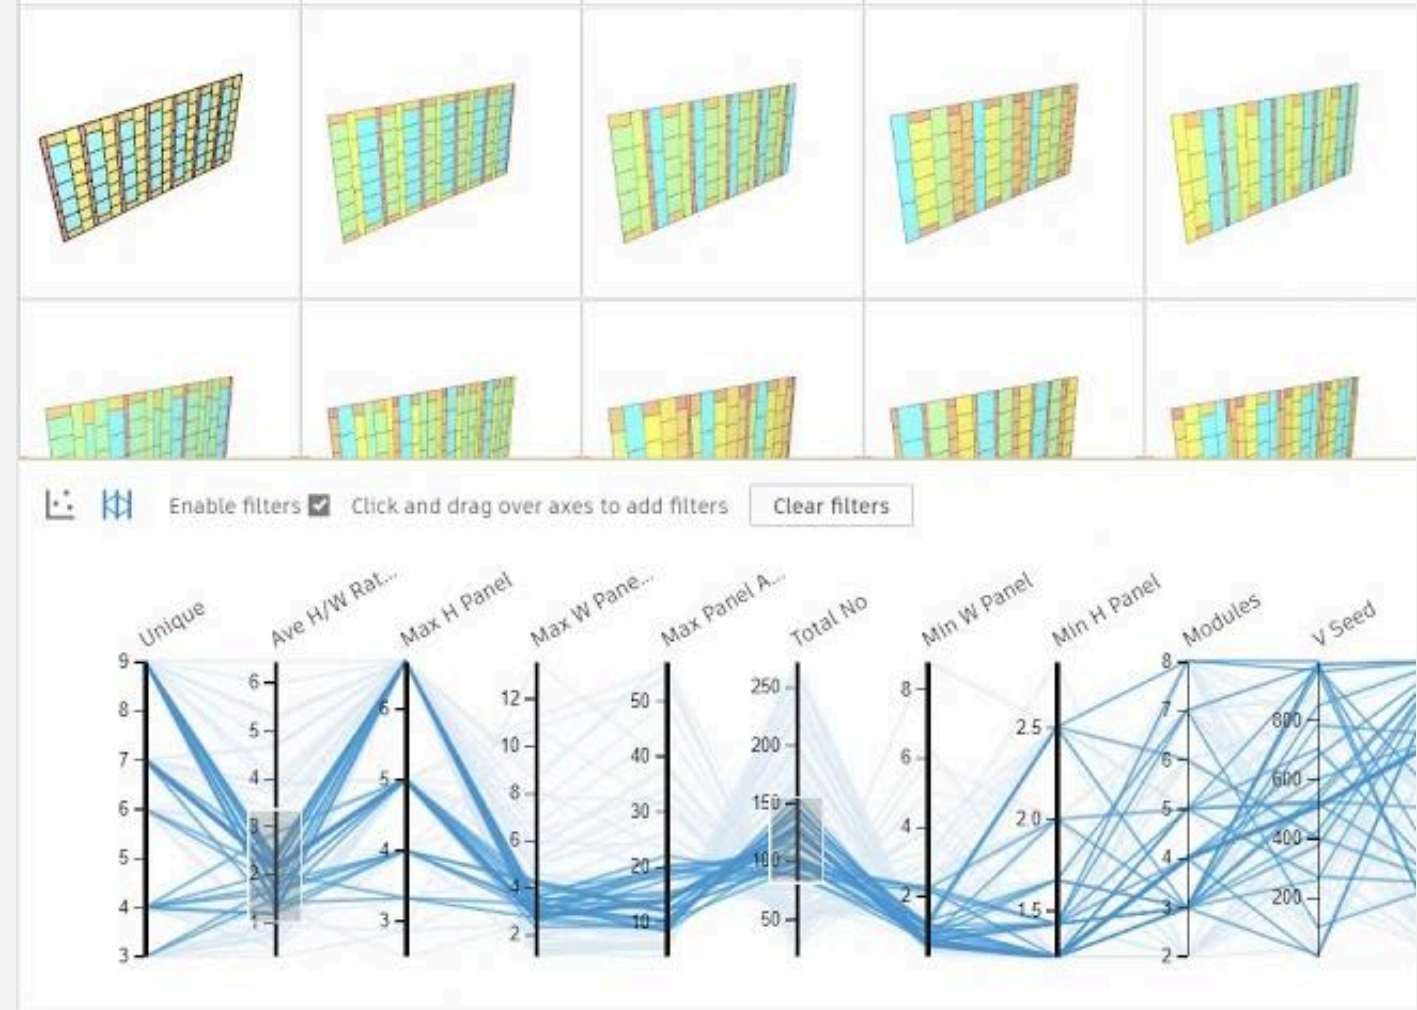 Enable filters Click and drag over axes to add filters Clear filters
Unique Ave H/W Rat... Max H Panel Max W Pane... Max Panel A... Total No Min W Panel Min H Panel Modules V Seed
9 8 7 6 5 4 3
6 5 4 3 2 1
6 5 4 3
12 10 8 6 4 2
50 40 30 20 10
250 200 150 100 50
8 6 4 2
2.5 2.0 1.5
8 7 6 5 4 3 2
800 600 400 200